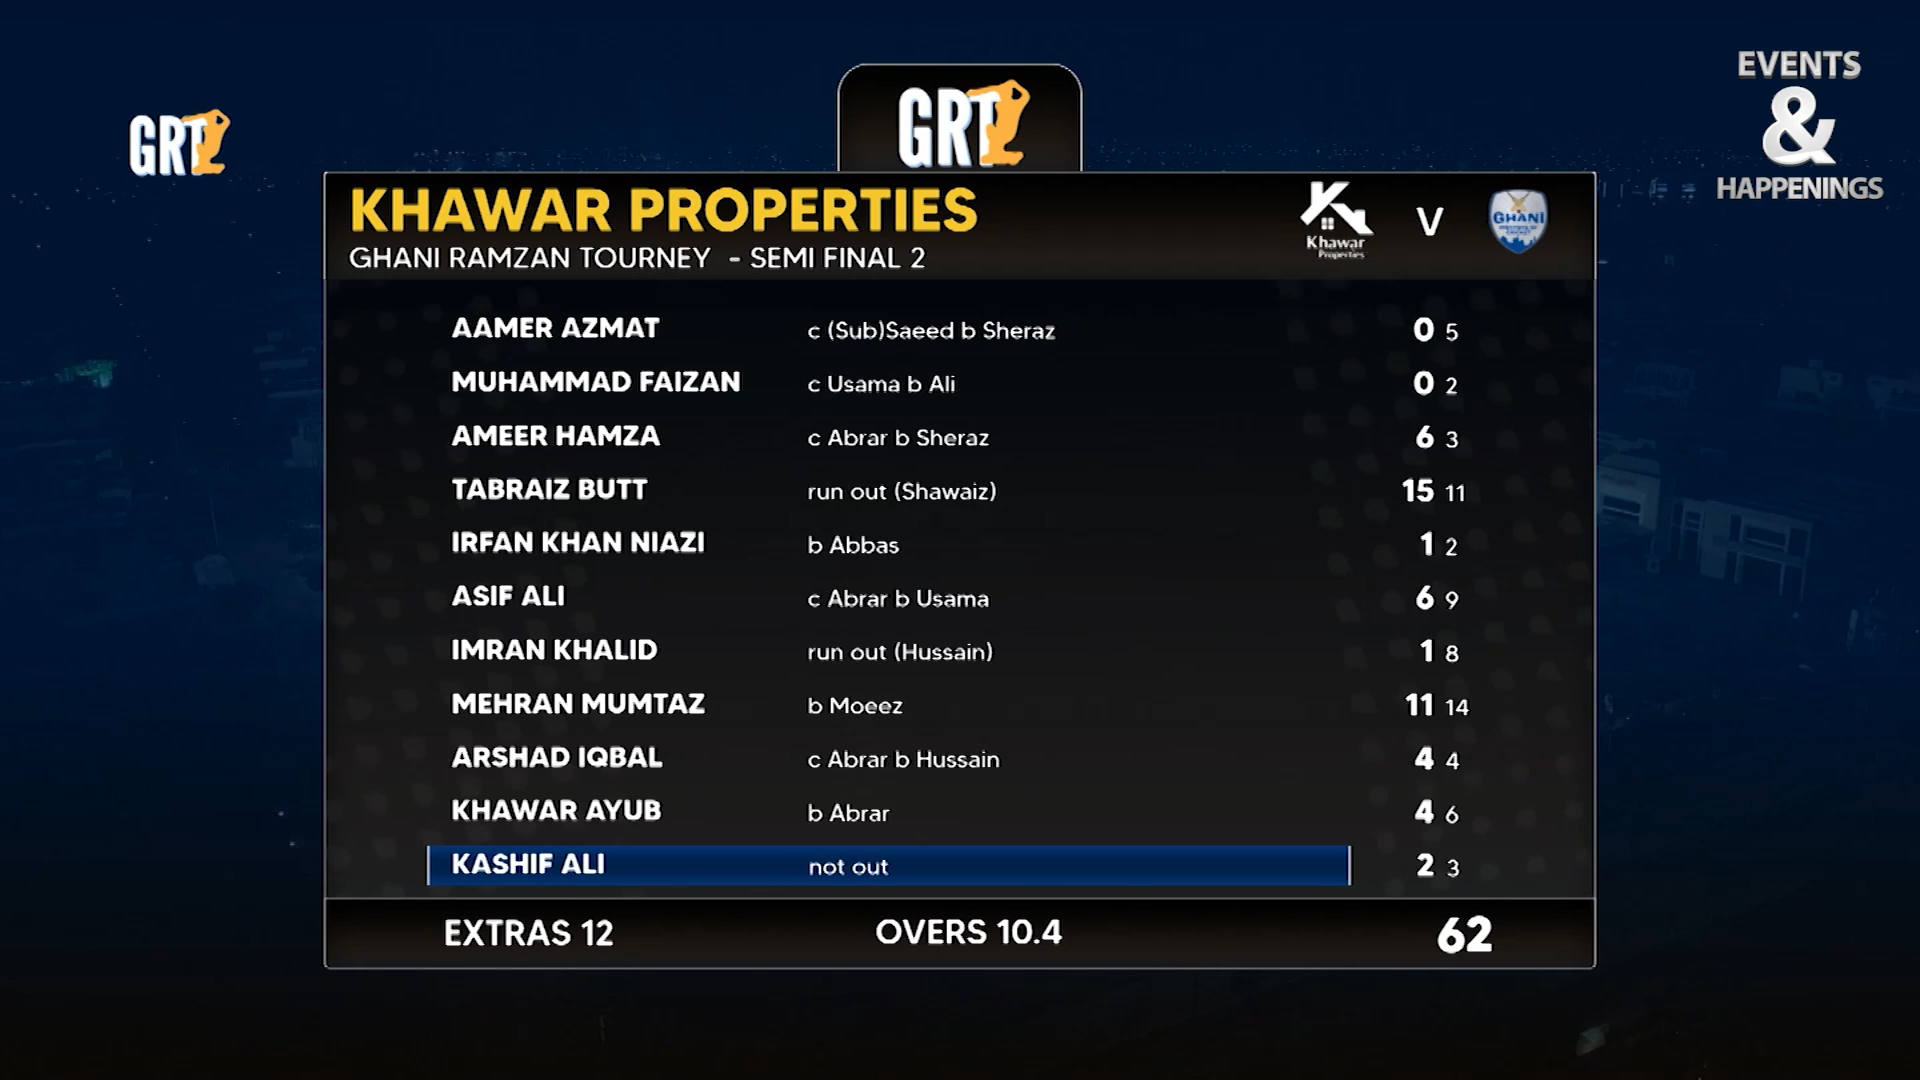 EVENTS
&
HAPPENINGS
GRT
GRT
KHAWAR PROPERTIES
GHANI RAMZAN TOURNEY - SEMI FINAL 2
Khawar
Properties
V
GHANI
AAMER AZMAT c (Sub)Saeed b Sheraz 0 5
MUHAMMAD FAIZAN c Usama b Ali 0 2
AMEER HAMZA c Abrar b Sheraz 6 3
TABRAIZ BUTT run out (Shawaiz) 15 11
IRFAN KHAN NIAZI b Abbas 1 2
ASIF ALI c Abrar b Usama 6 9
IMRAN KHALID run out (Hussain) 1 8
MEHRAN MUMTAZ b Moeez 11 14
ARSHAD IQBAL c Abrar b Hussain 4 4
KHAWAR AYUB b Abrar 4 6
KASHIF ALI not out 2 3
EXTRAS 12 OVERS 10.4 62